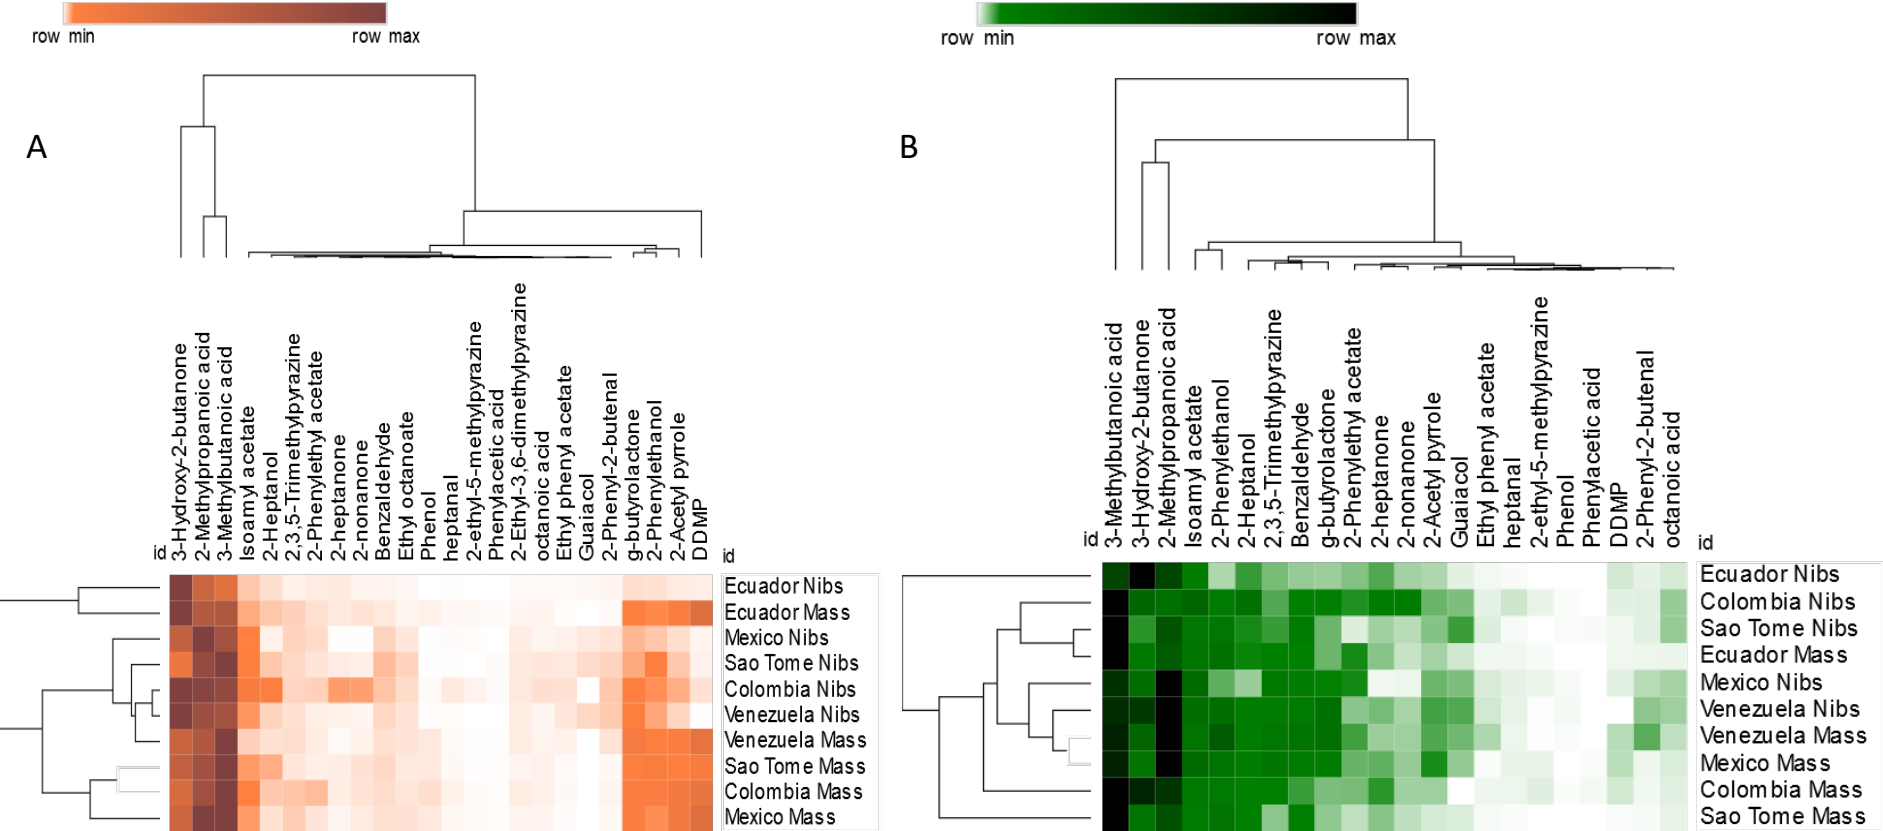 row min row max
row min row max
A
B
3-Hydroxy-2-butanone
2-Methylpropanoic acid
3-Methylbutanoic acid
Isoamyl acetate
2-Heptanol
2,3,5-Trimethylpyrazine
2-Phenylethyl acetate
2-heptanone
2-nonanone
Benzaldehyde
Ethyl octanoate
Phenol
heptanal
2-ethyl-5-methylpyrazine
Phenylacetic acid
2-Ethyl-3,6-dimethylpyrazine
octanoic acid
Ethyl phenyl acetate
Guaiacol
2-Phenyl-2-butenal
g-butyrolactone
2-Phenylethanol
2-Acetyl pyrrole
DDMP
id
id
Ecuador Nibs
Ecuador Mass
Mexico Nibs
Sao Tome Nibs
Colombia Nibs
Venezuela Nibs
Venezuela Mass
Sao Tome Mass
Colombia Mass
Mexico Mass
3-Methylbutanoic acid
3-Hydroxy-2-butanone
2-Methylpropanoic acid
Isoamyl acetate
2-Phenylethanol
2-Heptanol
2,3,5-Trimethylpyrazine
Benzaldehyde
g-butyrolactone
2-Phenylethyl acetate
2-heptanone
2-nonanone
2-Acetyl pyrrole
Guaiacol
Ethyl phenyl acetate
heptanal
2-ethyl-5-methylpyrazine
Phenol
Phenylacetic acid
DDMP
2-Phenyl-2-butenal
octanoic acid
id
id
Ecuador Nibs
Colombia Nibs
Sao Tome Nibs
Ecuador Mass
Mexico Nibs
Venezuela Nibs
Venezuela Mass
Mexico Mass
Colombia Mass
Sao Tome Mass